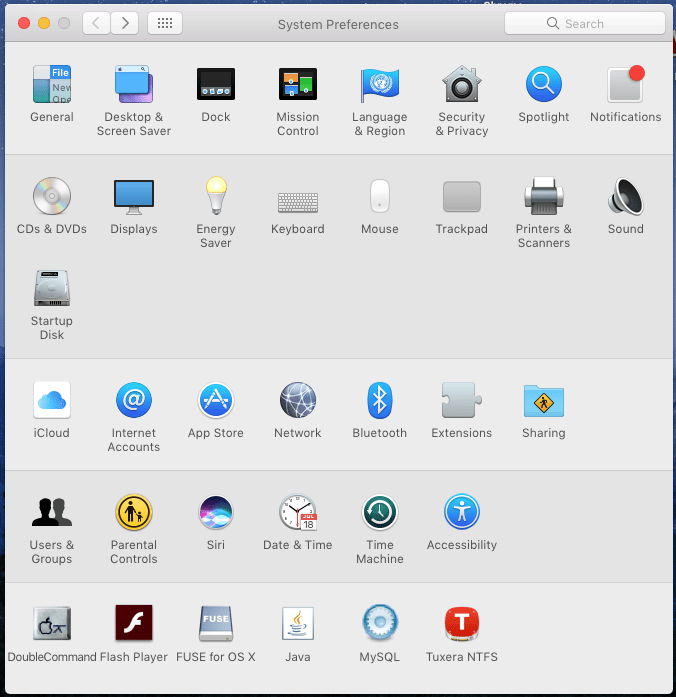 System Preferences
Search
File
New
Ope
General
Desktop &
Screen Saver
Dock
Mission
Control
Language
& Region
Security
& Privacy
Spotlight
Notifications
CDs & DVDs
Displays
Energy
Saver
Keyboard
Mouse
Trackpad
Printers &
Scanners
Sound
Startup
Disk
iCloud
@
Internet
Accounts
App Store
Network
Bluetooth
Extensions
Sharing
Users &
Groups
Parental
Controls
Siri
JUL
18
Date & Time
Time
Machine
Accessibility
DoubleCommand
Flash Player
FUSE
FUSE for OS X
Java
MySQL
T
Tuxera NTFS